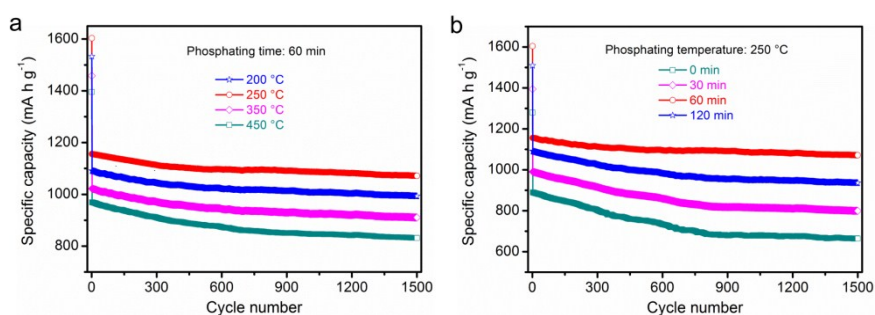 a
Phosphating time: 60 min
200 °C
250 °C
350 °C
450 °C
1600
1400
1200
1000
800
Specific capacity (mA h g⁻¹)
0 300 600 900 1200 1500
Cycle number
b
Phosphating temperature: 250 °C
0 min
30 min
60 min
120 min
1600
1400
1200
1000
800
600
Specific capacity (mA h g⁻¹)
0 300 600 900 1200 1500
Cycle number